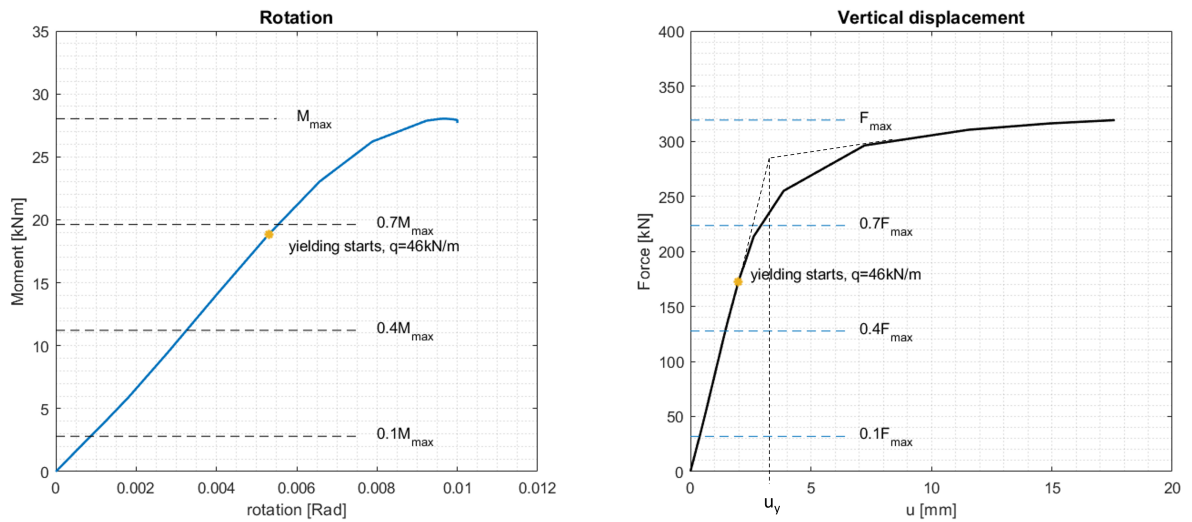 Rotation
35
30
25
20
15
10
5
0
Moment [kNm]
M_max
0.7M_max
yielding starts, q=46kN/m
0.4M_max
0.1M_max
0 0.002 0.004 0.006 0.008 0.01 0.012
rotation [Rad]
Vertical displacement
400
350
300
250
200
150
100
50
0
Force [kN]
F_max
0.7F_max
yielding starts, q=46kN/m
0.4F_max
0.1F_max
0 5 10 15 20
u_y
u [mm]